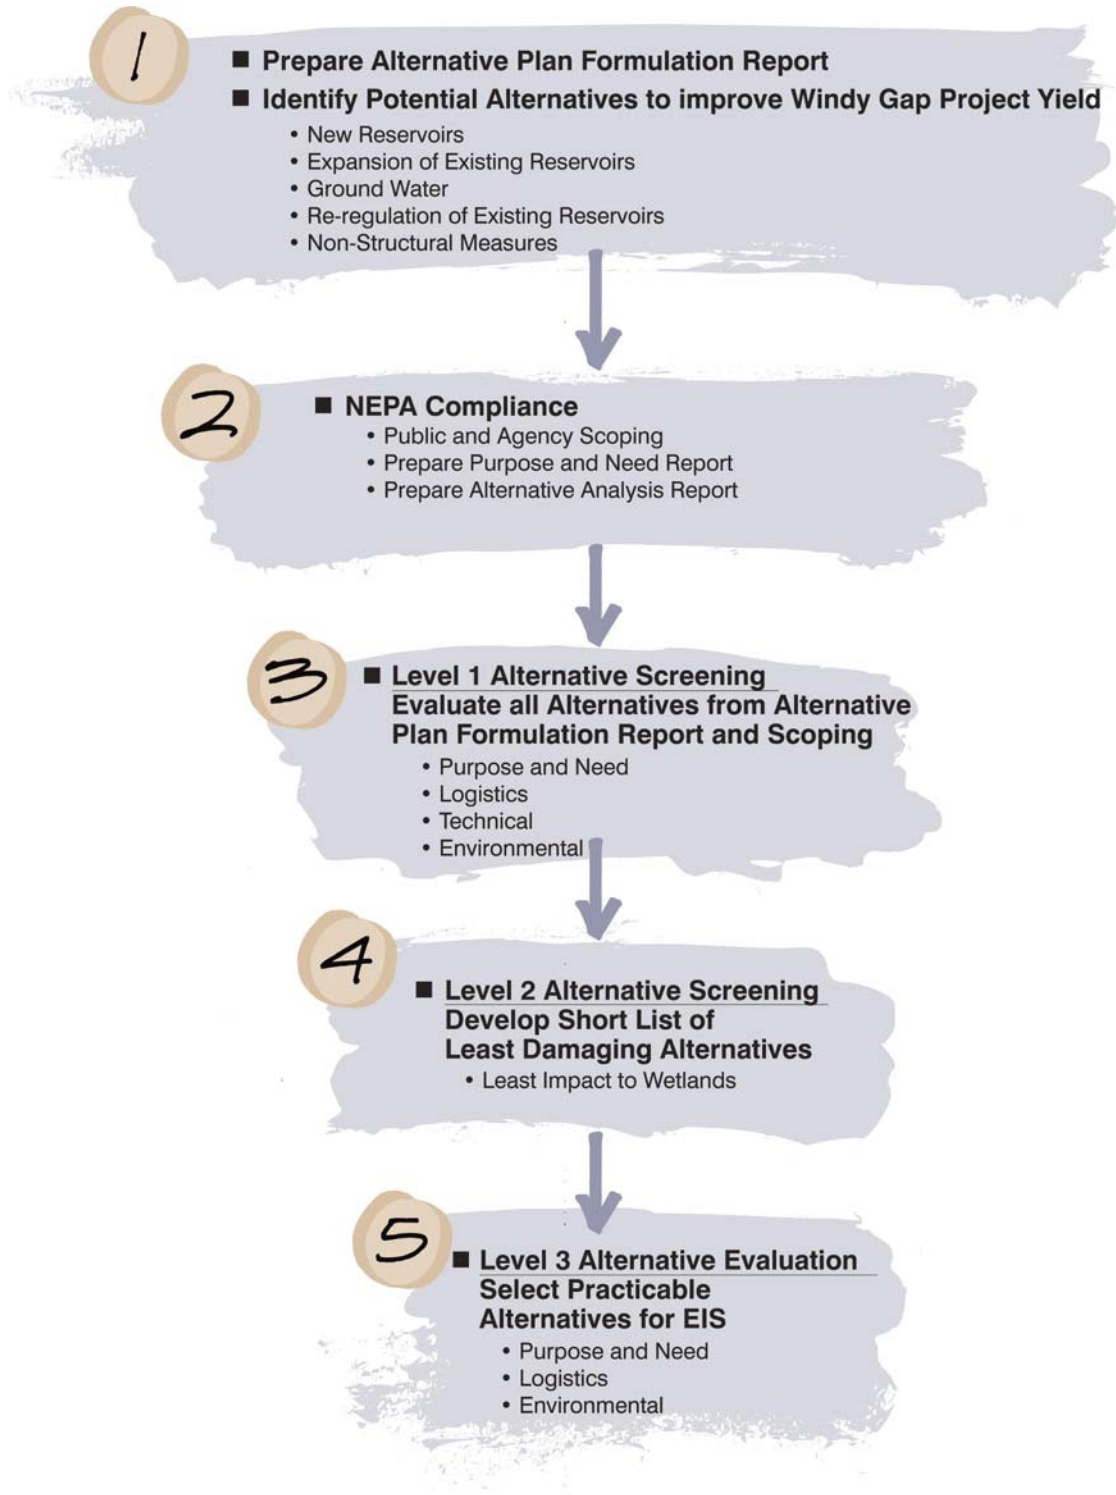 1
■ Prepare Alternative Plan Formulation Report
■ Identify Potential Alternatives to improve Windy Gap Project Yield
• New Reservoirs
• Expansion of Existing Reservoirs
• Ground Water
• Re-regulation of Existing Reservoirs
• Non-Structural Measures
2
■ NEPA Compliance
• Public and Agency Scoping
• Prepare Purpose and Need Report
• Prepare Alternative Analysis Report
3
■ Level 1 Alternative Screening
Evaluate all Alternatives from Alternative
Plan Formulation Report and Scoping
• Purpose and Need
• Logistics
• Technical
• Environmental
4
■ Level 2 Alternative Screening
Develop Short List of
Least Damaging Alternatives
• Least Impact to Wetlands
5
■ Level 3 Alternative Evaluation
Select Practicable
Alternatives for EIS
• Purpose and Need
• Logistics
• Environmental